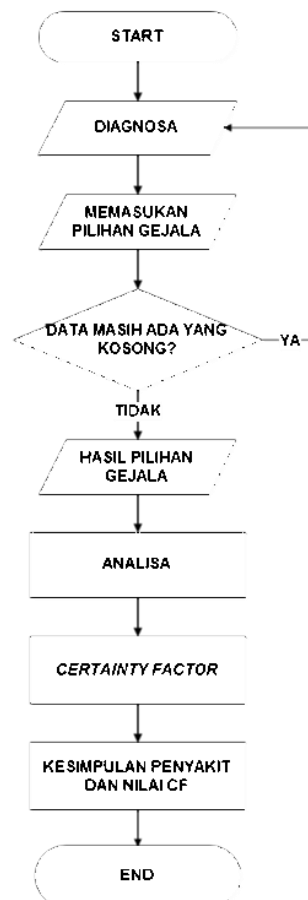 START
DIAGNOSA
MEMASUKAN
PILIHAN GEJALA
DATA MASIH ADA YANG
KOSONG?
YA
TIDAK
HASIL PILIHAN
GEJALA
ANALISA
CERTAINTY FACTOR
KESIMPULAN PENYAKIT
DAN NILAI CF
END